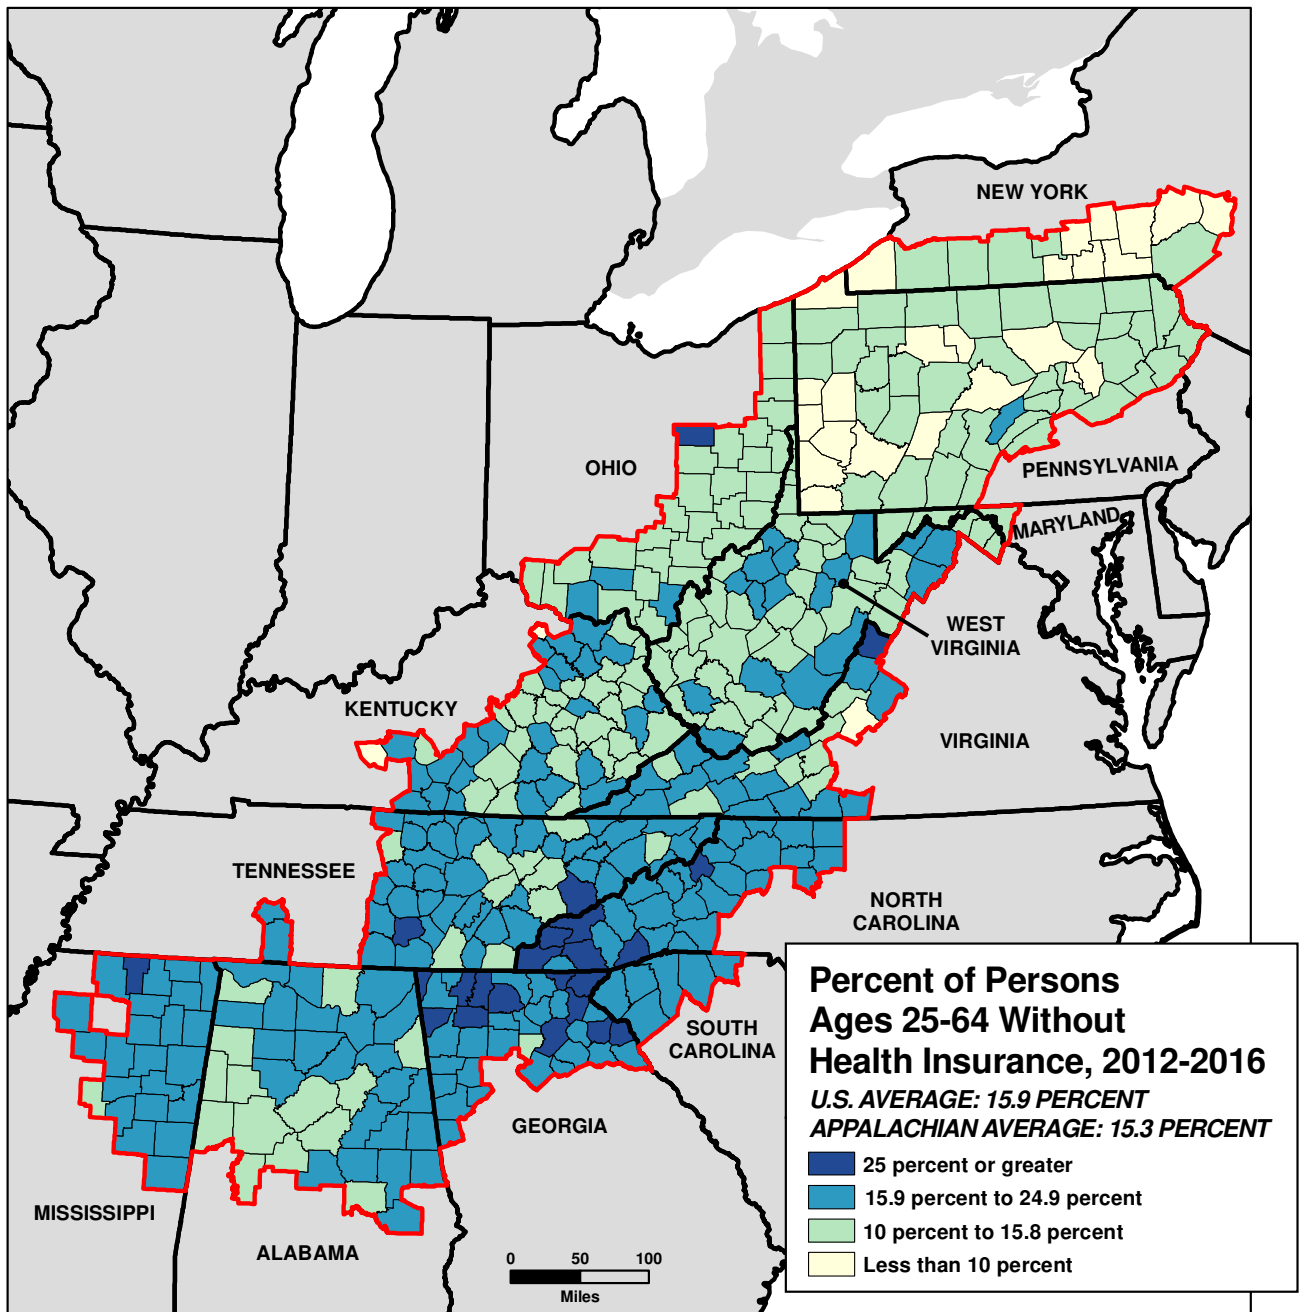 NEW YORK
OHIO
PENNSYLVANIA
MARYLAND
WEST
VIRGINIA
KENTUCKY
VIRGINIA
TENNESSEE
NORTH
CAROLINA
SOUTH
CAROLINA
GEORGIA
MISSISSIPPI
ALABAMA
0 50 100
Miles
Percent of Persons
Ages 25-64 Without
Health Insurance, 2012-2016
U.S. AVERAGE: 15.9 PERCENT
APPALACHIAN AVERAGE: 15.3 PERCENT
25 percent or greater
15.9 percent to 24.9 percent
10 percent to 15.8 percent
Less than 10 percent